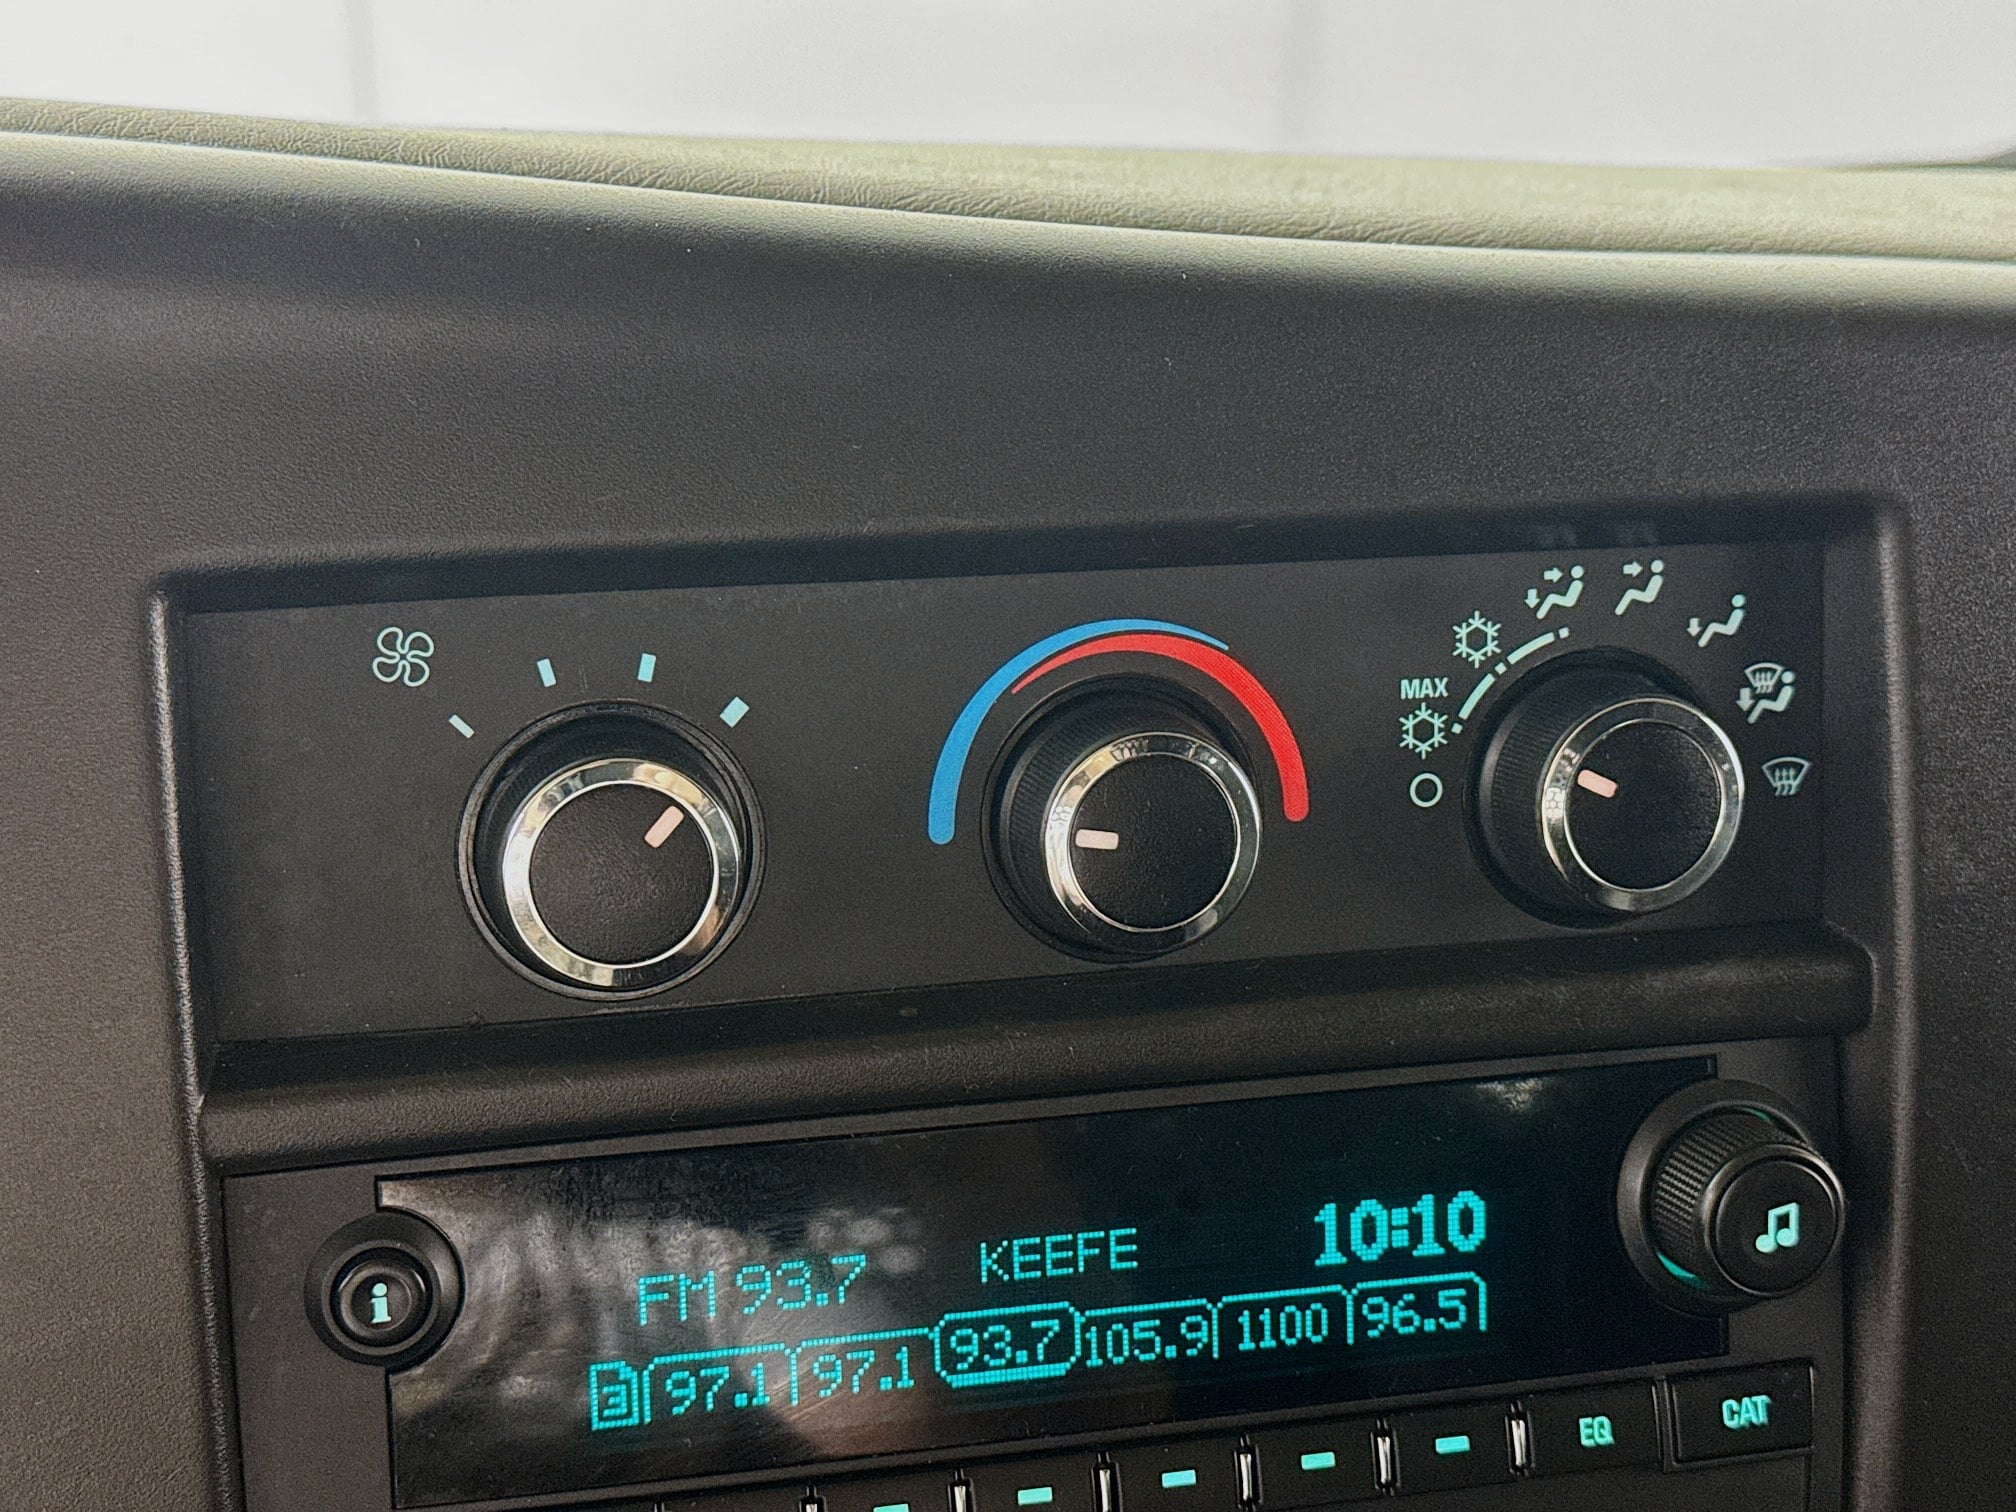 MAX
FM 93.7 KEEFE 10:10
a 97.1 97.1 93.7 105.9 1100 96.5
i
EQ CAT